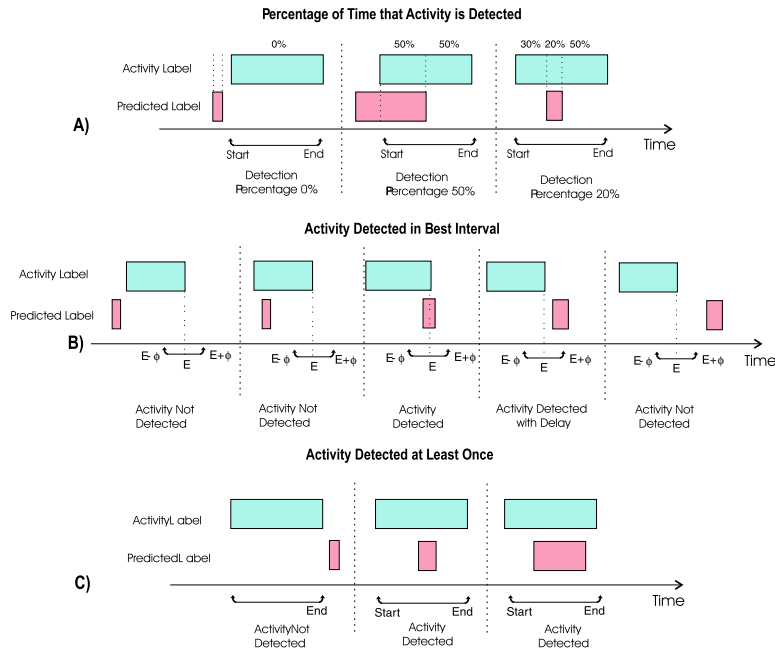 Percentage of Time that Activity is Detected
0% 50% 50% 30% 20% 50%
Activity Label
Predicted Label
A)
Time
Start End Start End Start End
Detection
Percentage 0%
Detection
Percentage 50%
Detection
Percentage 20%
Activity Detected in Best Interval
Activity Label
Predicted Label
B)
Time
E- ϕ E E+ϕ E- ϕ E E+ϕ E- ϕ E E+ϕ E- ϕ E E+ϕ E- ϕ E E+ϕ
Activity Not
Detected
Activity Not
Detected
Activity
Detected
Activity Detected
with Delay
Activity Not
Detected
Activity Detected at Least Once
ActivityL abel
PredictedL abel
C)
Time
End Start End Start End
ActivityNot
Detected
Activity
Detected
Activity
Detected